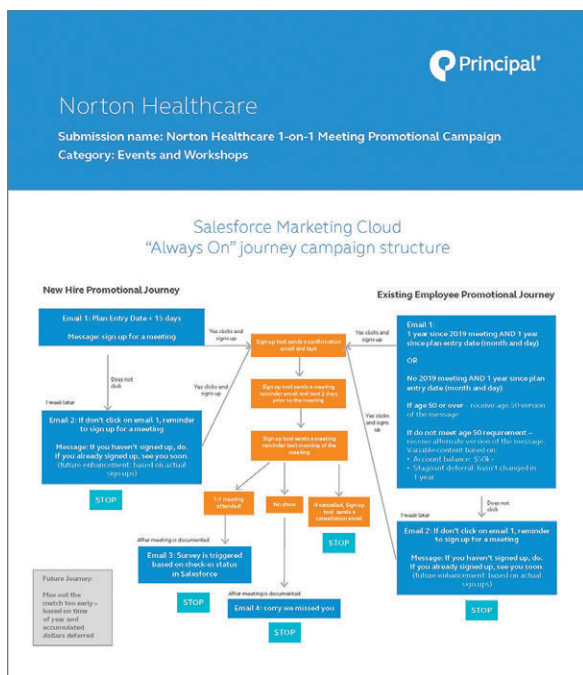 Principal®
Norton Healthcare
Submission name: Norton Healthcare 1-on-1 Meeting Promotional Campaign
Category: Events and Workshops
Salesforce Marketing Cloud
“Always On” journey campaign structure
New Hire Promotional Journey
Email 1: Plan Entry Date + 15 days
Message: sign up for a meeting
Does not
click
1 week later
Email 2: If don't click on email 1, reminder
to sign up for a meeting
Message: If you haven't signed up, do.
If you already signed up, see you soon.
(future enhancement: based on actual
sign ups)
STOP
Yes clicks and
signs up
Yes clicks and
signs up
Sign up tool sends a confirmation
email and text
Sign up tool sends a meeting
reminder email and text 2 days
prior to the meeting
Sign up tool sends a meeting
reminder text morning of the
meeting
1:1 meeting
attended
No show
If cancelled, Sign up
tool sends a
cancellation email
STOP
After meeting is documented
Email 3: Survey is triggered
based on check-in status
in Salesforce
STOP
After meeting is documented
Email 4: sorry we missed you
STOP
Existing Employee Promotional Journey
Yes clicks and
signs up
Yes
clicks
and
signs
up
Email 1:
1 year since 2019 meeting AND 1 year
since plan entry date (month and day)
OR
No 2019 meeting AND 1 year since plan
entry date (month and day)
If age 50 or over – receive age 50 version
of the message
If do not meet age 50 requirement –
receive alternate version of the message.
Variable content based on:
• Account balance: $50k+
• Stagnant deferral: hasn't changed in
1 year
Does not
click
1 week later
Email 2: If don't click on email 1, reminder
to sign up for a meeting
Message: If you haven't signed up, do.
If you already signed up, see you soon.
(future enhancement: based on actual
sign ups)
STOP
Future Journey:
Max out the
match too early –
based on time
of year and
accumulated
dollars deferred